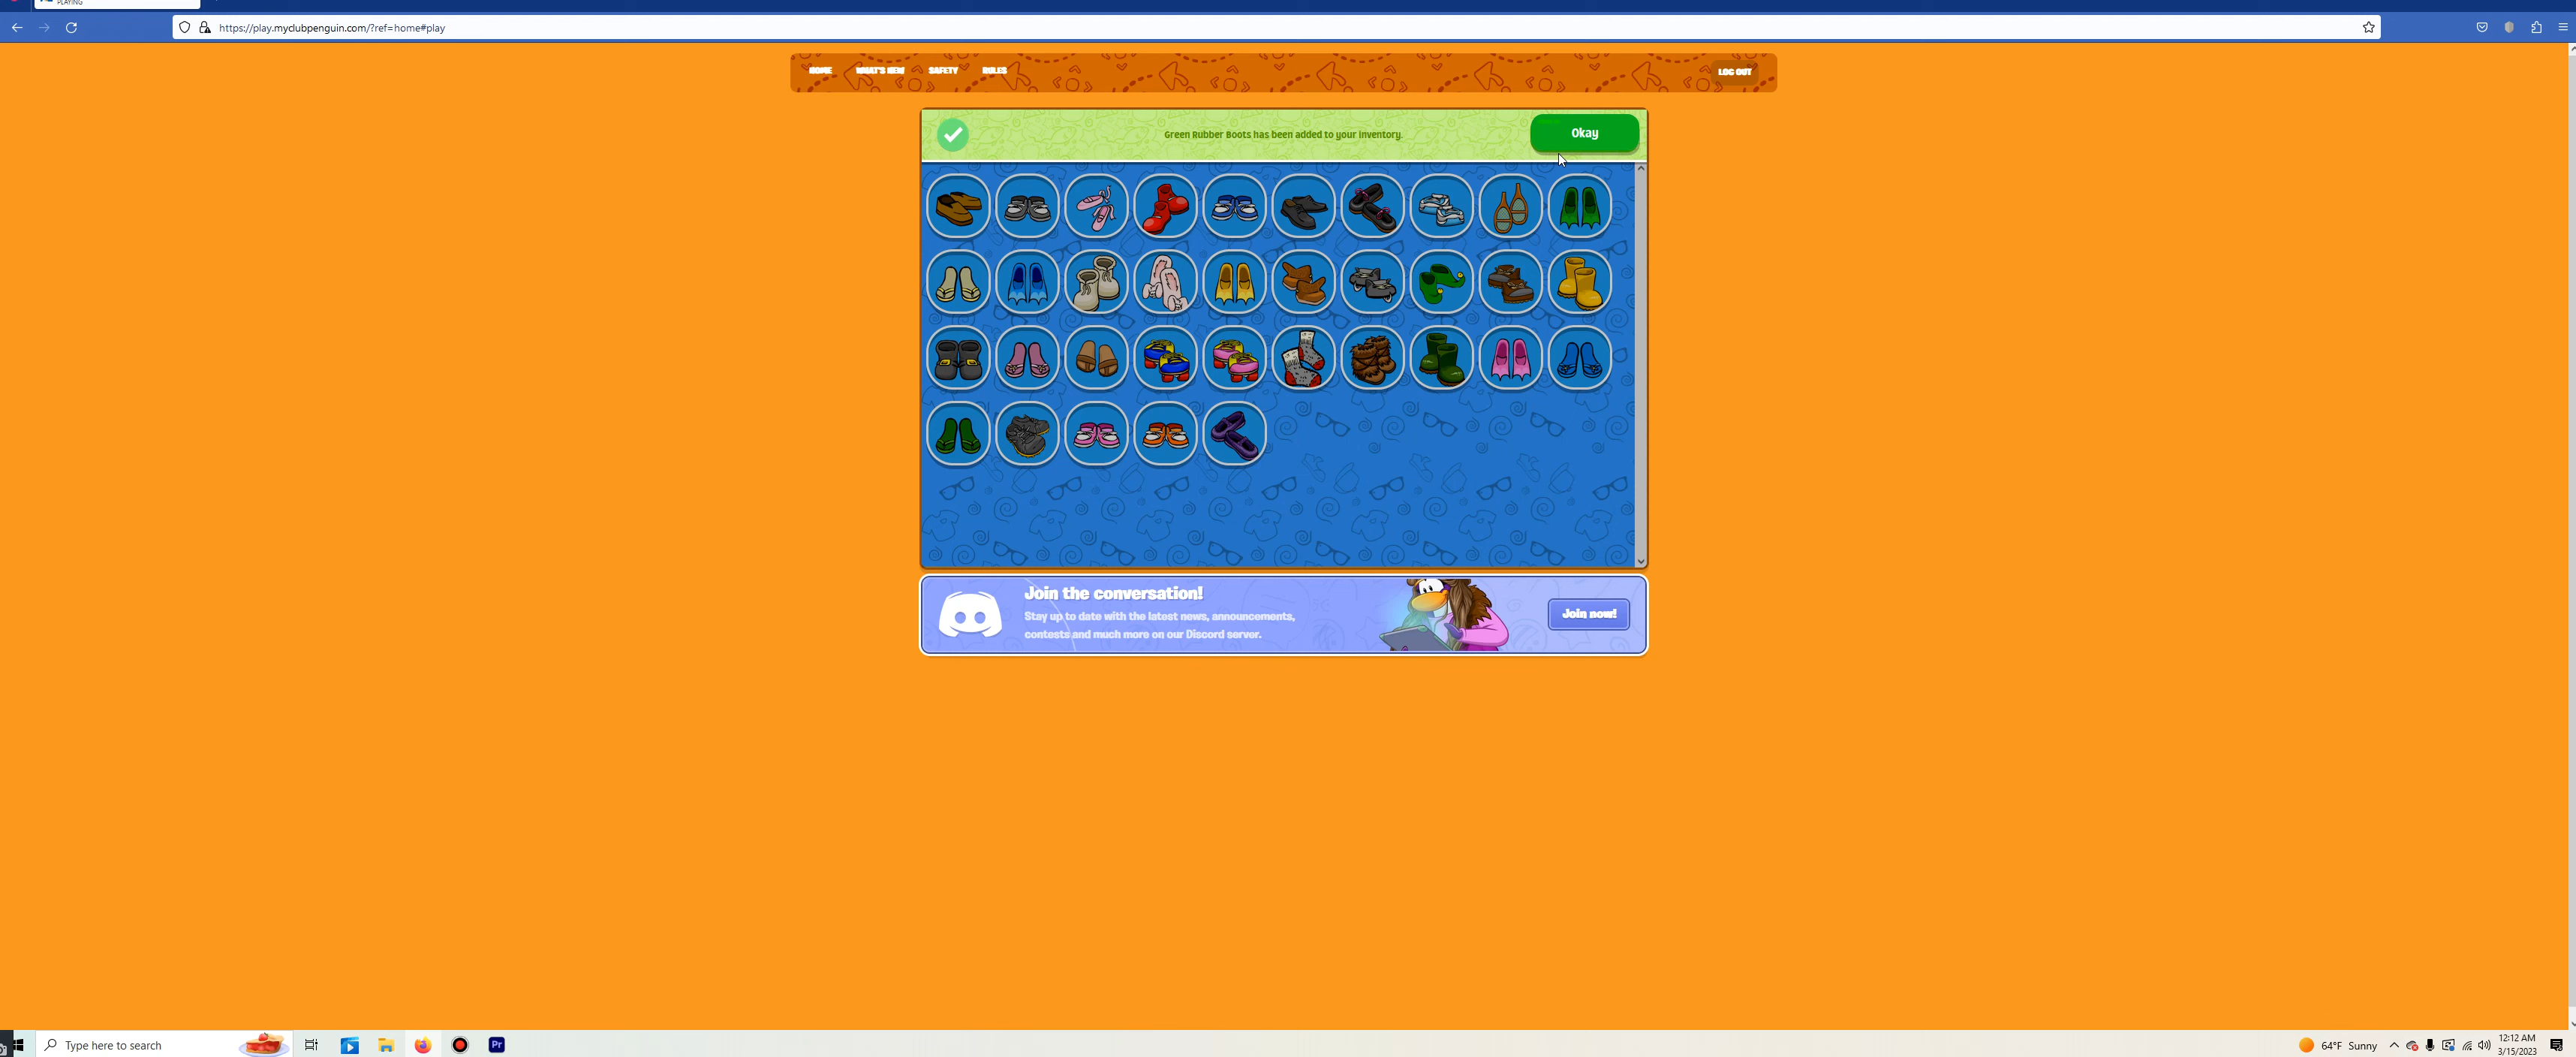 PLAYING
https://play.myclubpenguin.com/?ref=home#play
HOME WHAT'S NEW SAFETY RULES LOG OUT
Green Rubber Boots has been added to your inventory.
Okay
Join the conversation!
Stay up to date with the latest news, announcements,
contests and much more on our Discord server.
Join now!
Type here to search
Pr
64°F Sunny
12:12 AM
3/15/2023